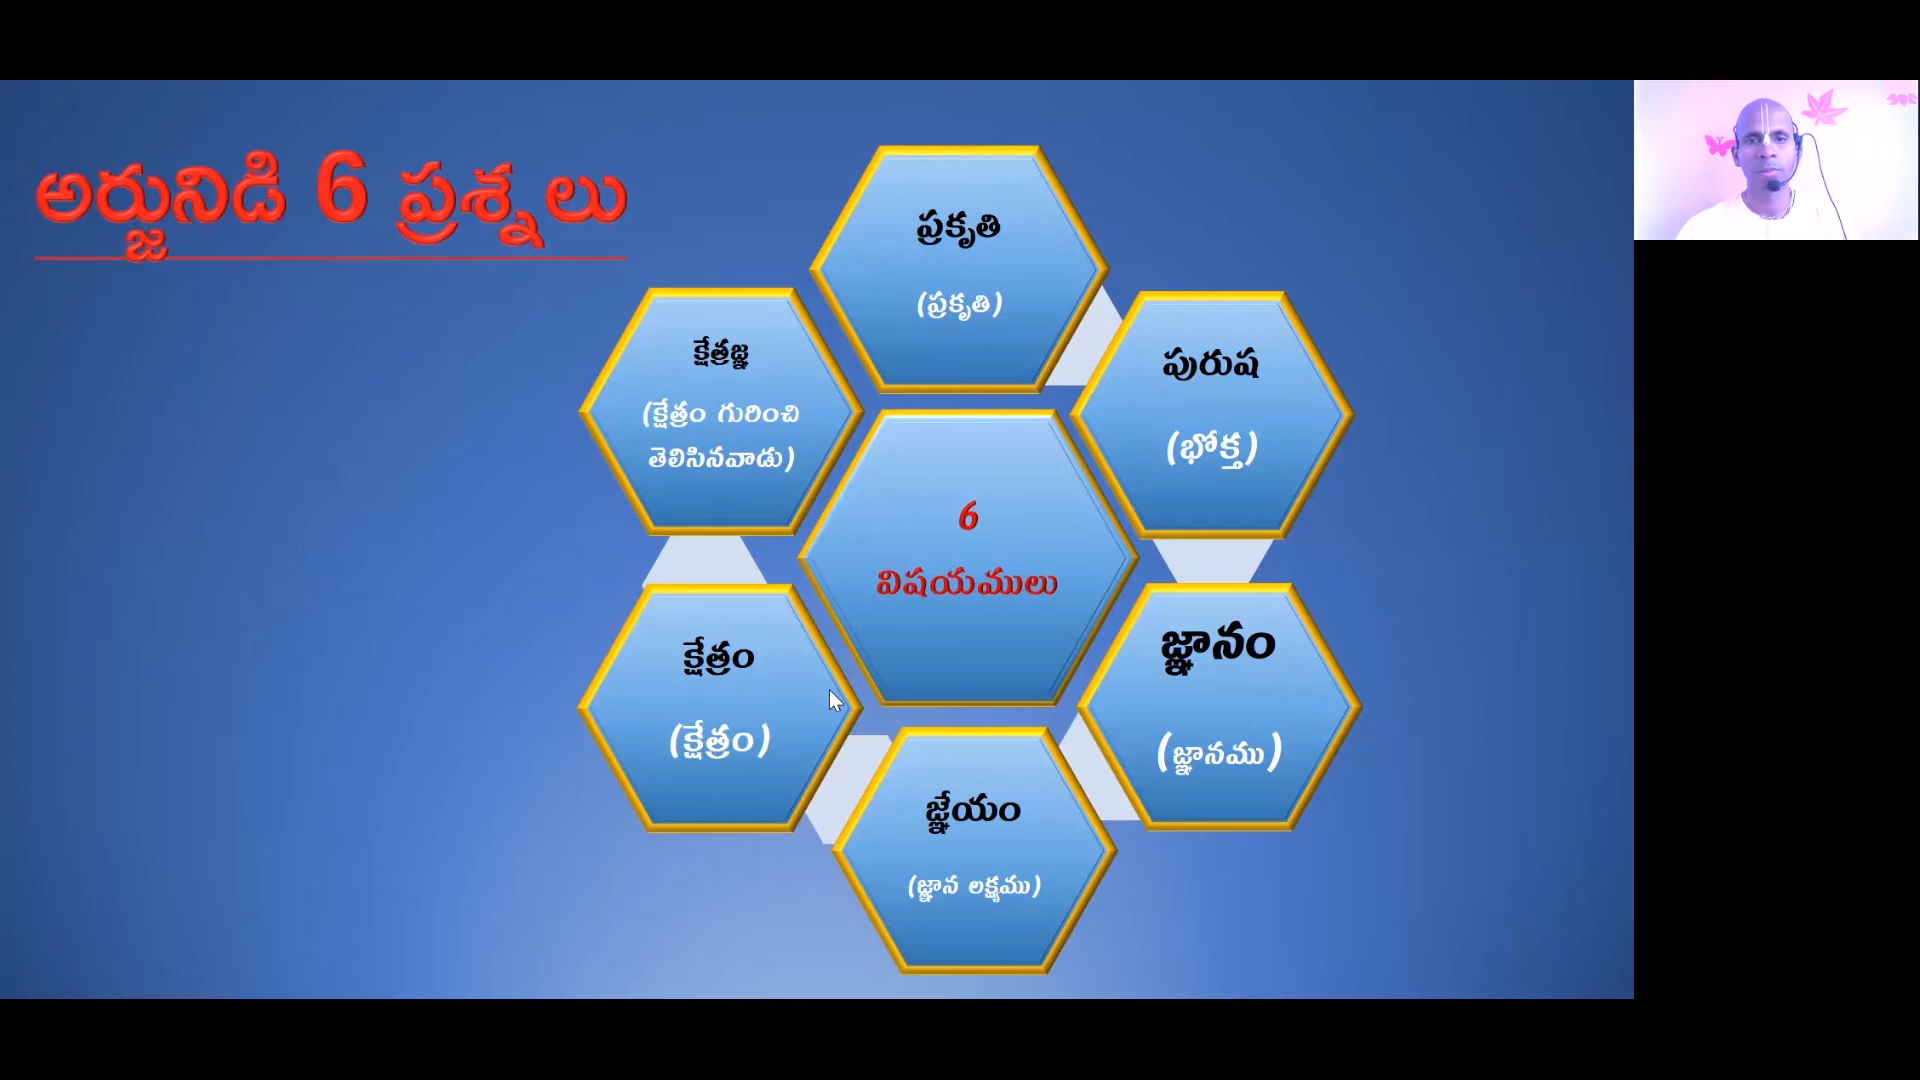 అర్జునిడి 6 ప్రశ్నలు
ప్రకృతి
(ప్రకృతి)
పురుష
(భోక్త)
జ్ఞానం
(జ్ఞానము)
జ్ఞేయం
(జ్ఞాన లక్ష్యము)
క్షేత్రం
(క్షేత్రం)
క్షేత్రజ్ఞ
(క్షేత్రం గురించి
తెలిసినవాడు)
6
విషయములు